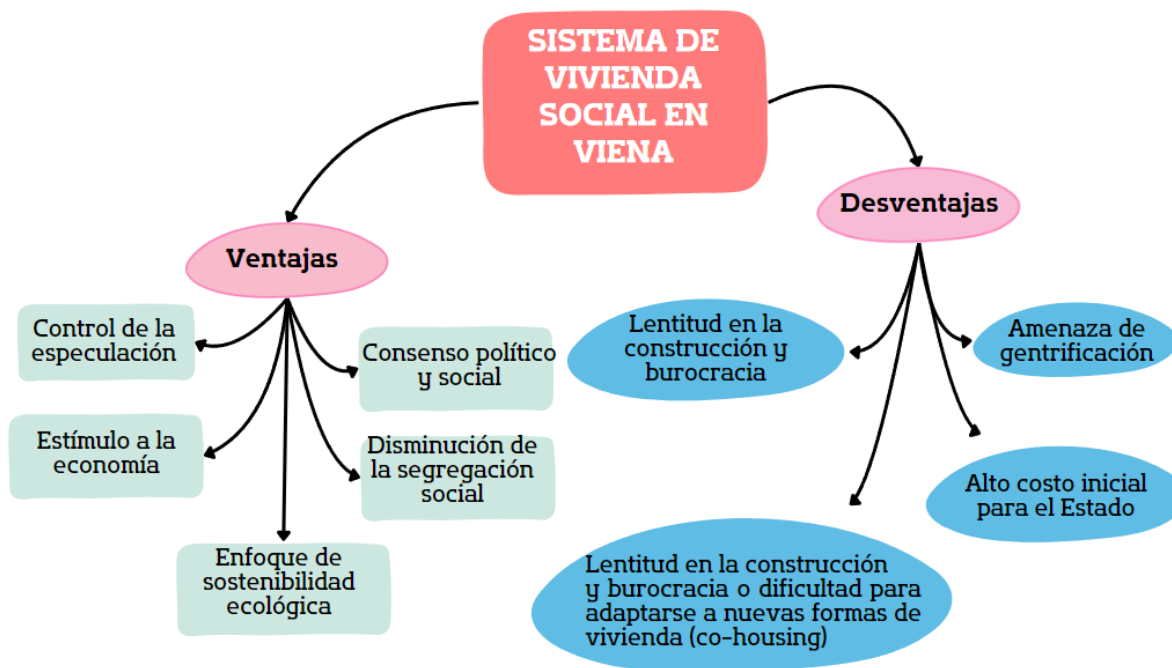 SISTEMA DE
VIVIENDA
SOCIAL EN
VIENA
Ventajas
Control de la
especulación
Consenso político
y social
Estímulo a la
economía
Disminución de
la segregación
social
Enfoque de
sostenibilidad
ecológica
Desventajas
Lentitud en la
construcción y
burocracia
Amenaza de
gentrificación
Alto costo inicial
para el Estado
Lentitud en la construcción
y burocracia o dificultad para
adaptarse a nuevas formas de
vivienda (co-housing)